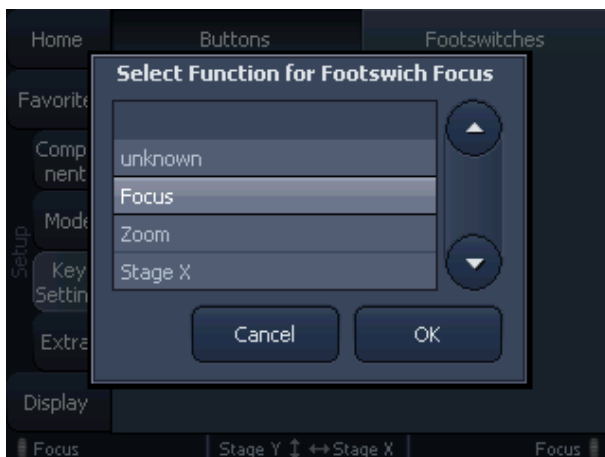 Home
Buttons
Footswitches
Select Function for Footswich Focus
Favorite
unknown
Comp
nent
Focus
Mode
Zoom
Setup
Key
Settin
Stage X
Extra
Cancel
OK
Display
Focus
Stage Y ↕ ↔ Stage X
Focus